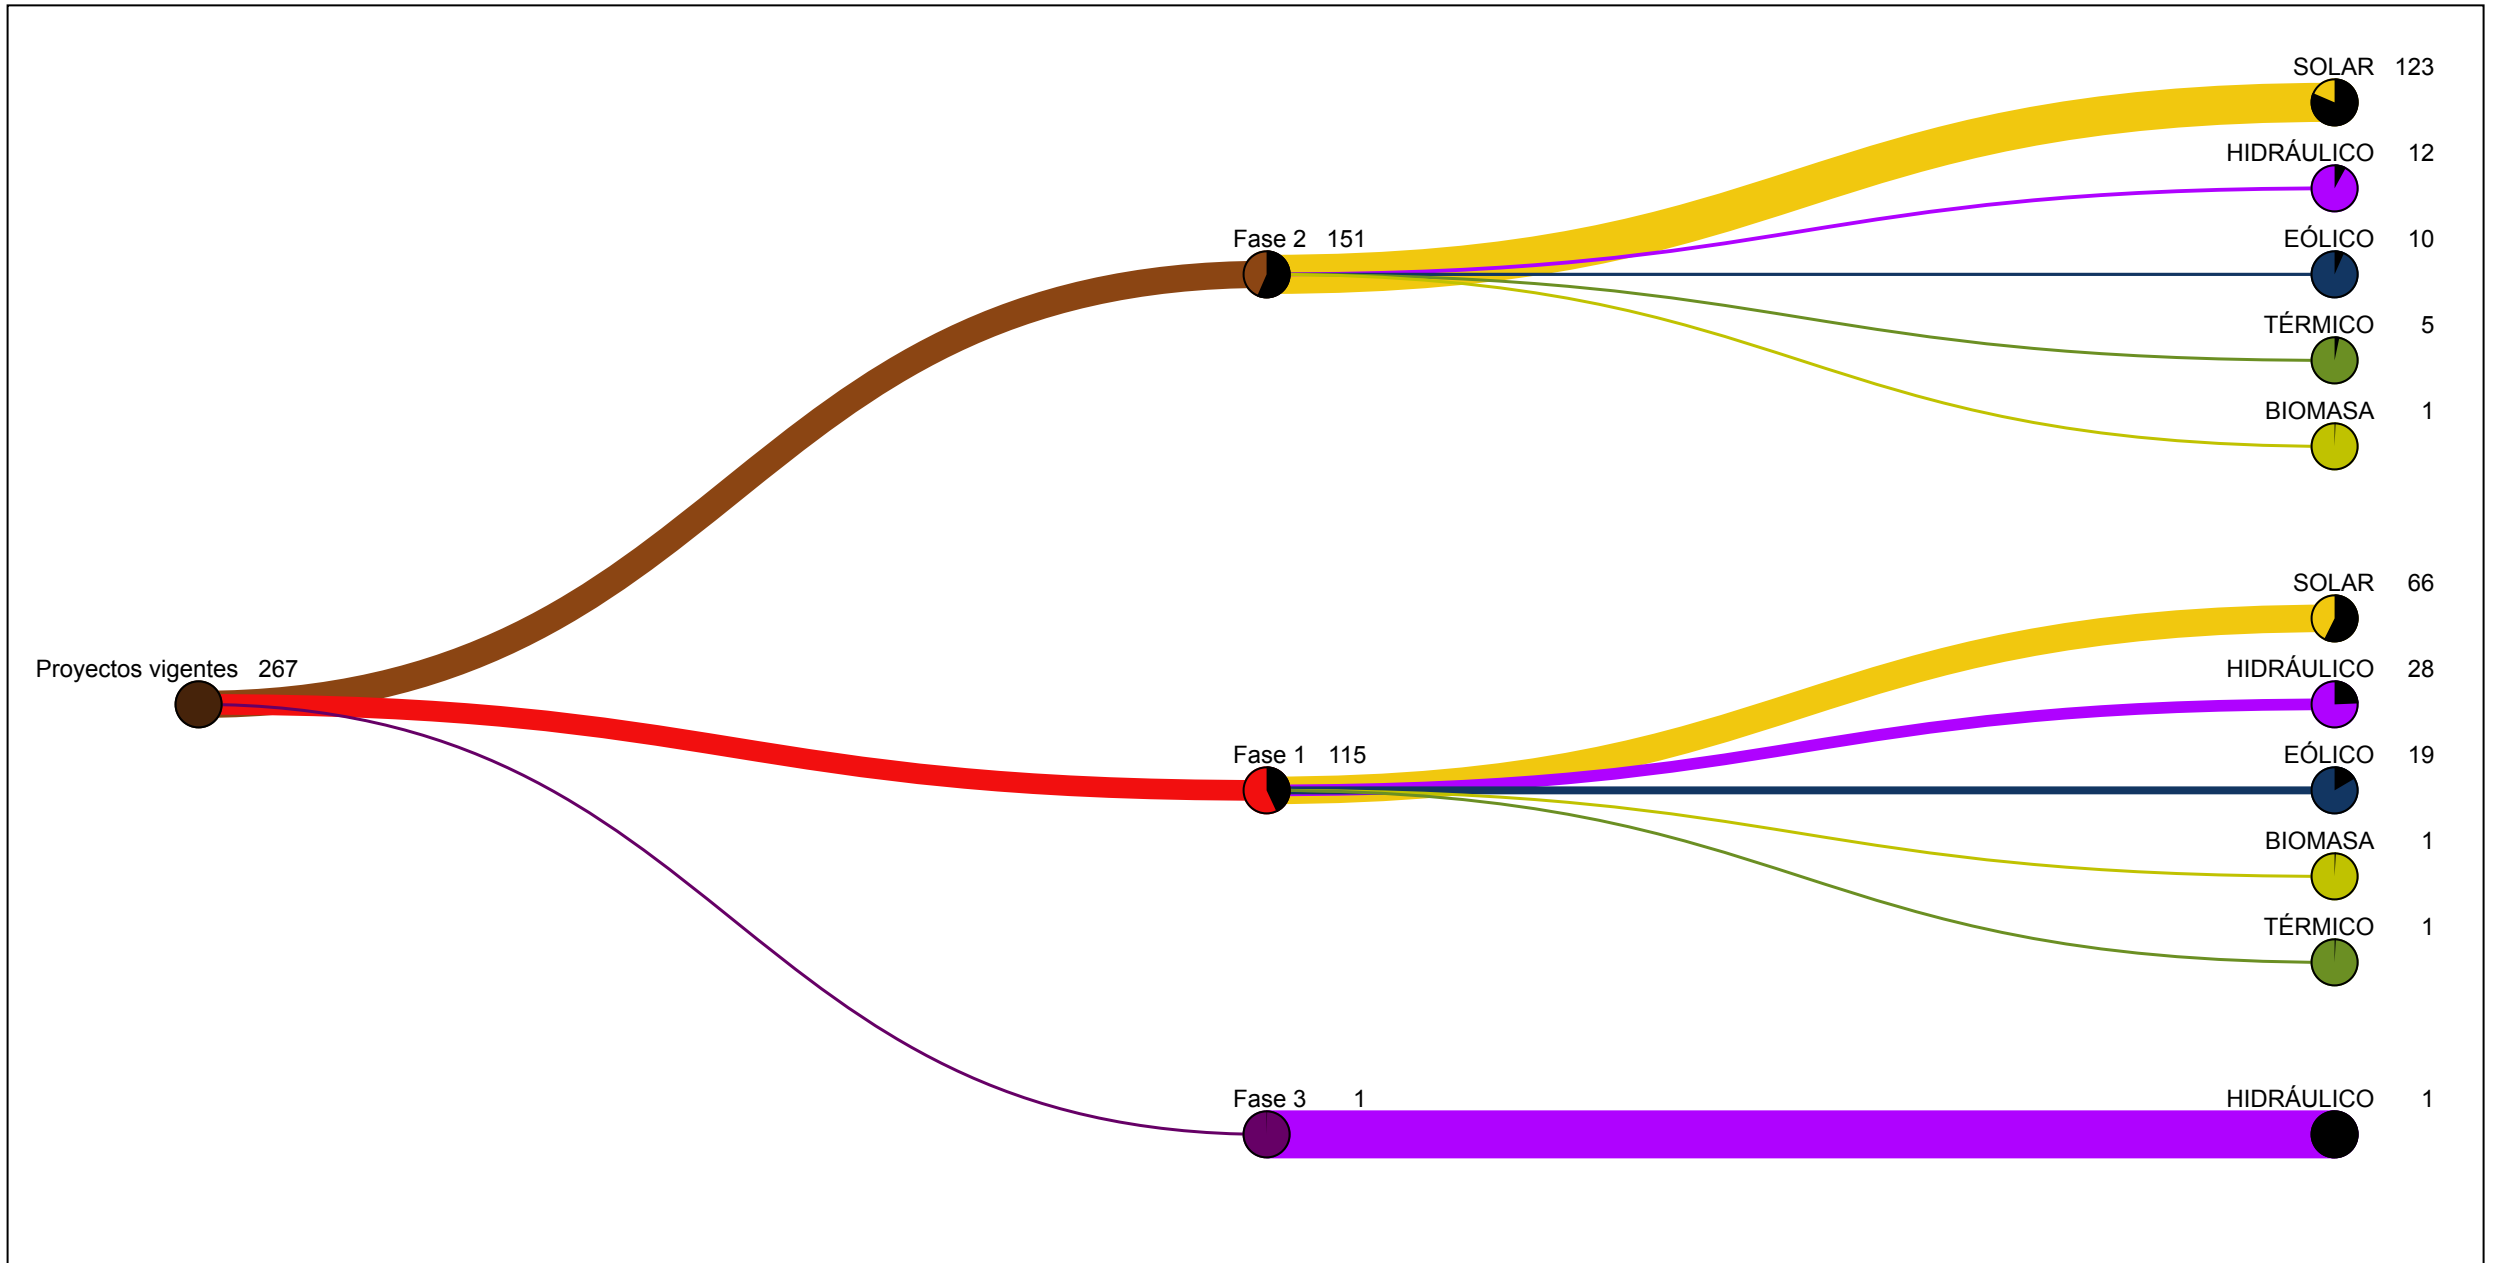 SOLAR 123
HIDRÁULICO 12
Fase 2 151
EÓLICO 10
TÉRMICO 5
BIOMASA 1
SOLAR 66
Proyectos vigentes 267
HIDRÁULICO 28
Fase 1 115
EÓLICO 19
BIOMASA 1
TÉRMICO 1
Fase 3 1
HIDRÁULICO 1